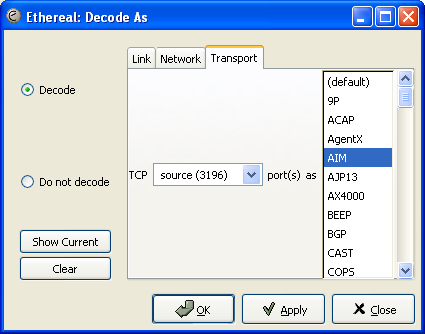 Ethereal: Decode As
Link Network Transport
Decode
Do not decode
Show Current
Clear
TCP source (3196) port(s) as
(default)
9P
ACAP
AgentX
AIM
AJP13
AX4000
BEEP
BGP
CAST
COPS
OK Apply Close